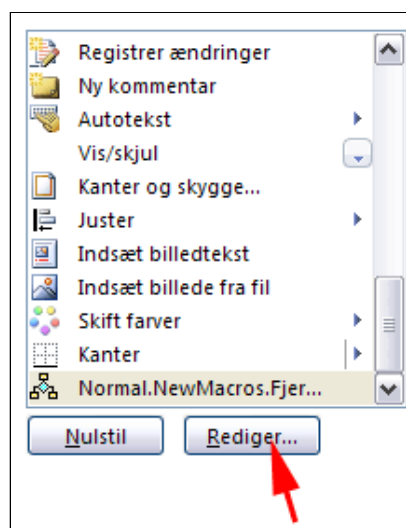 Registrer ændringer
Ny kommentar
Autotekst
Vis/skjul
Kanter og skygge...
Juster
Indsæt billedtekst
Indsæt billede fra fil
Skift farver
Kanter
Normal.NewMacros.Fjer...
Nulstil Rediger...